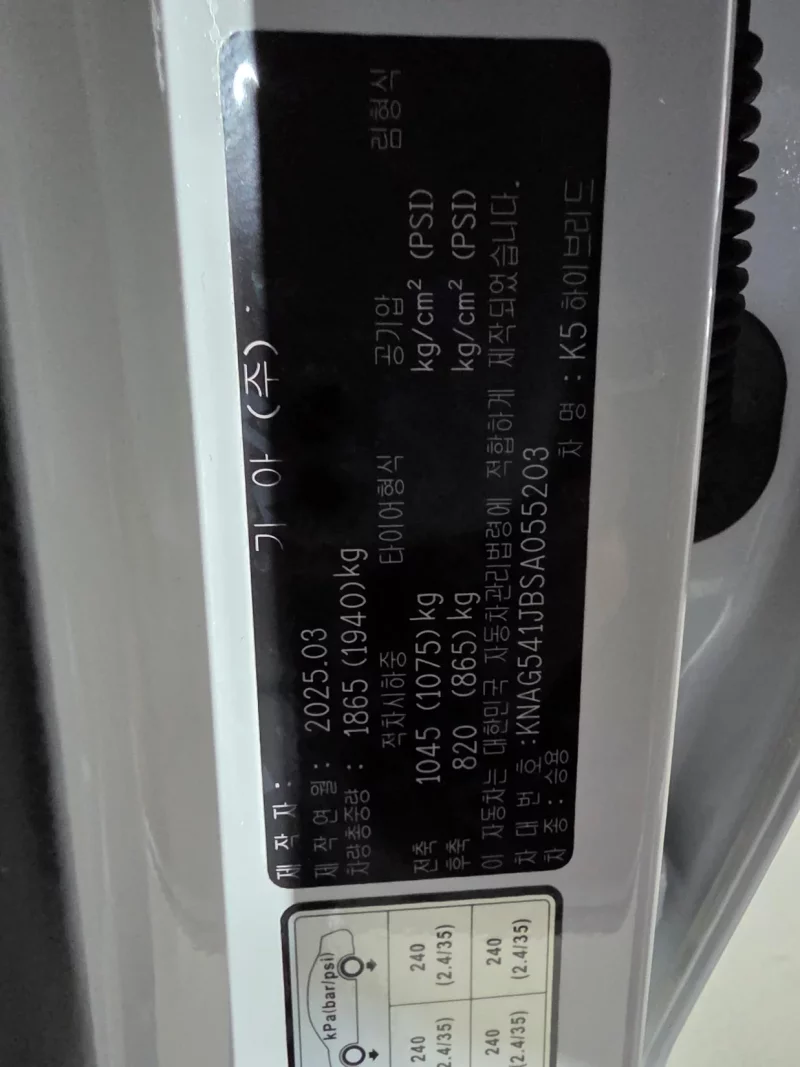 제 작 자 : 기 아 (주) .
제 작 연 월 : 2025.03
차량총중량 : 1865 (1940)kg
적차시하중 타이어형식 공기압 림형식
전축 1045 (1075)kg kg/cm² (PSI)
후축 820 (865)kg kg/cm² (PSI)
이 자동차는 대한민국 자동차관리법령에 적합하게 제작되었습니다.
차 대 번 호 :KNAG541JBSA055203
차 종 : 승용 차 명 : K5 하이브리드
kPa(bar/psi)
240 240
2.4/35) (2.4/35)
240 240
(2.4/35) (2.4/35)